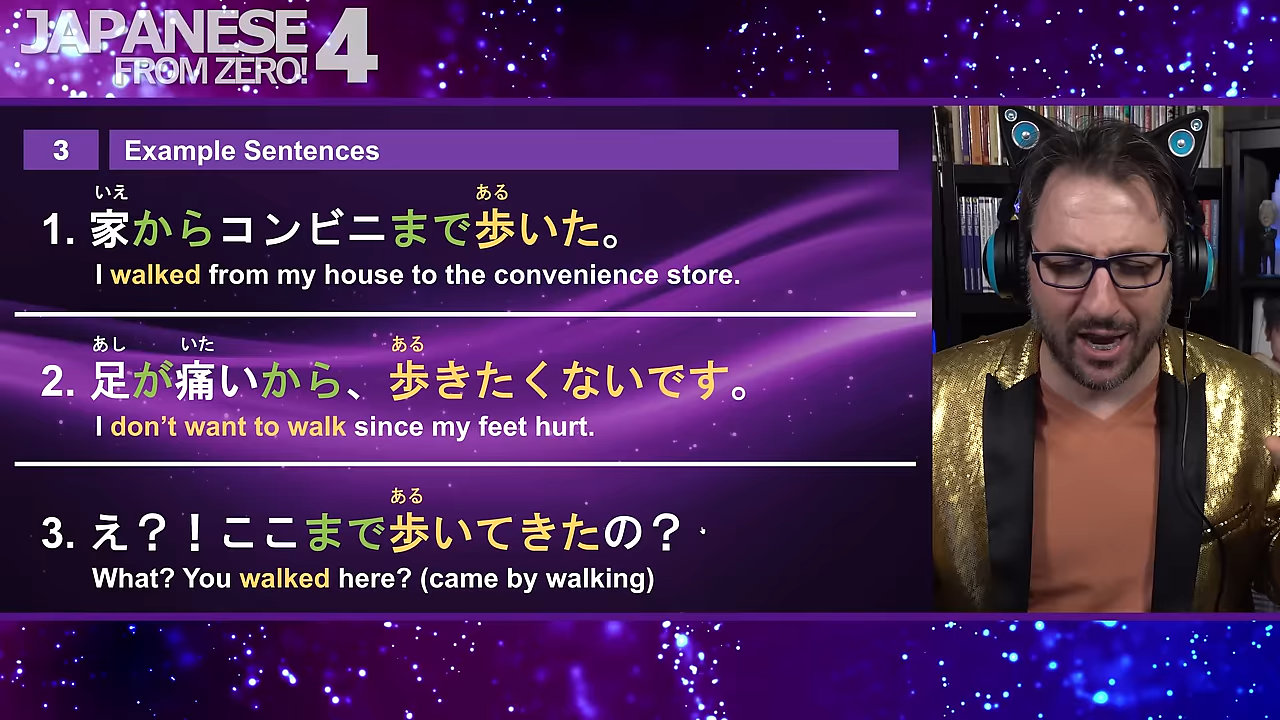 JAPANESE
FROM ZERO! 4
3 Example Sentences
いえ ある
1. 家からコンビニまで歩いた。
I walked from my house to the convenience store.
あし いた ある
2. 足が痛いから、歩きたくないです。
I don't want to walk since my feet hurt.
ある
3. え？！ここまで歩いてきたの？
What? You walked here? (came by walking)